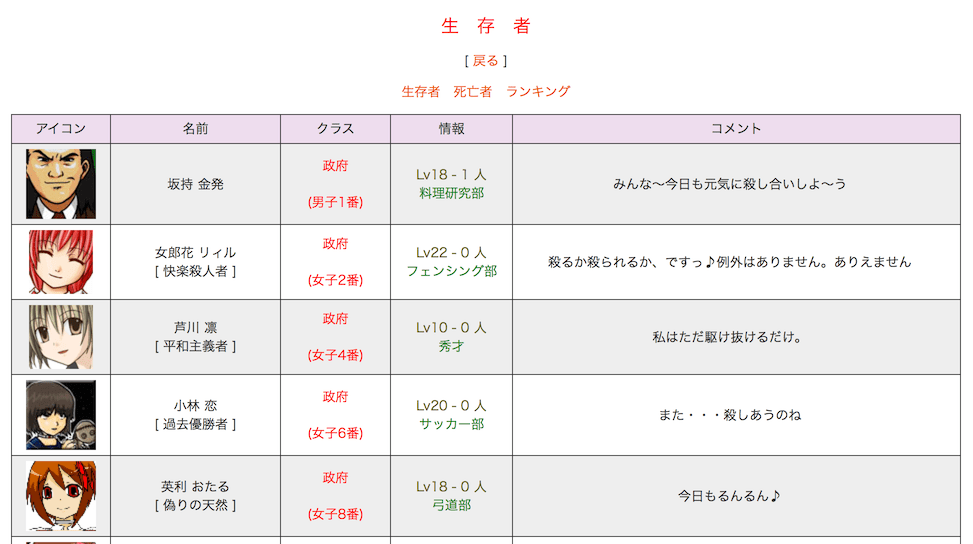 生　存　者
[ 戻る ]
生存者　死亡者　ランキング
アイコン 名前 クラス 情報 コメント
坂持 金発
政府
(男子1番)
Lv18 - 1 人
料理研究部
みんな～今日も元気に殺し合いしよ～う
女郎花 リィル
[ 快楽殺人者 ]
政府
(女子2番)
Lv22 - 0 人
フェンシング部
殺るか殺られるか、ですっ♪例外はありません。ありえません
芦川 凛
[ 平和主義者 ]
政府
(女子4番)
Lv10 - 0 人
秀才
私はただ駆け抜けるだけ。
小林 恋
[ 過去優勝者 ]
政府
(女子6番)
Lv20 - 0 人
サッカー部
また・・・殺しあうのね
英利 おたる
[ 偽りの天然 ]
政府
(女子8番)
Lv18 - 0 人
弓道部
今日もるんるん♪